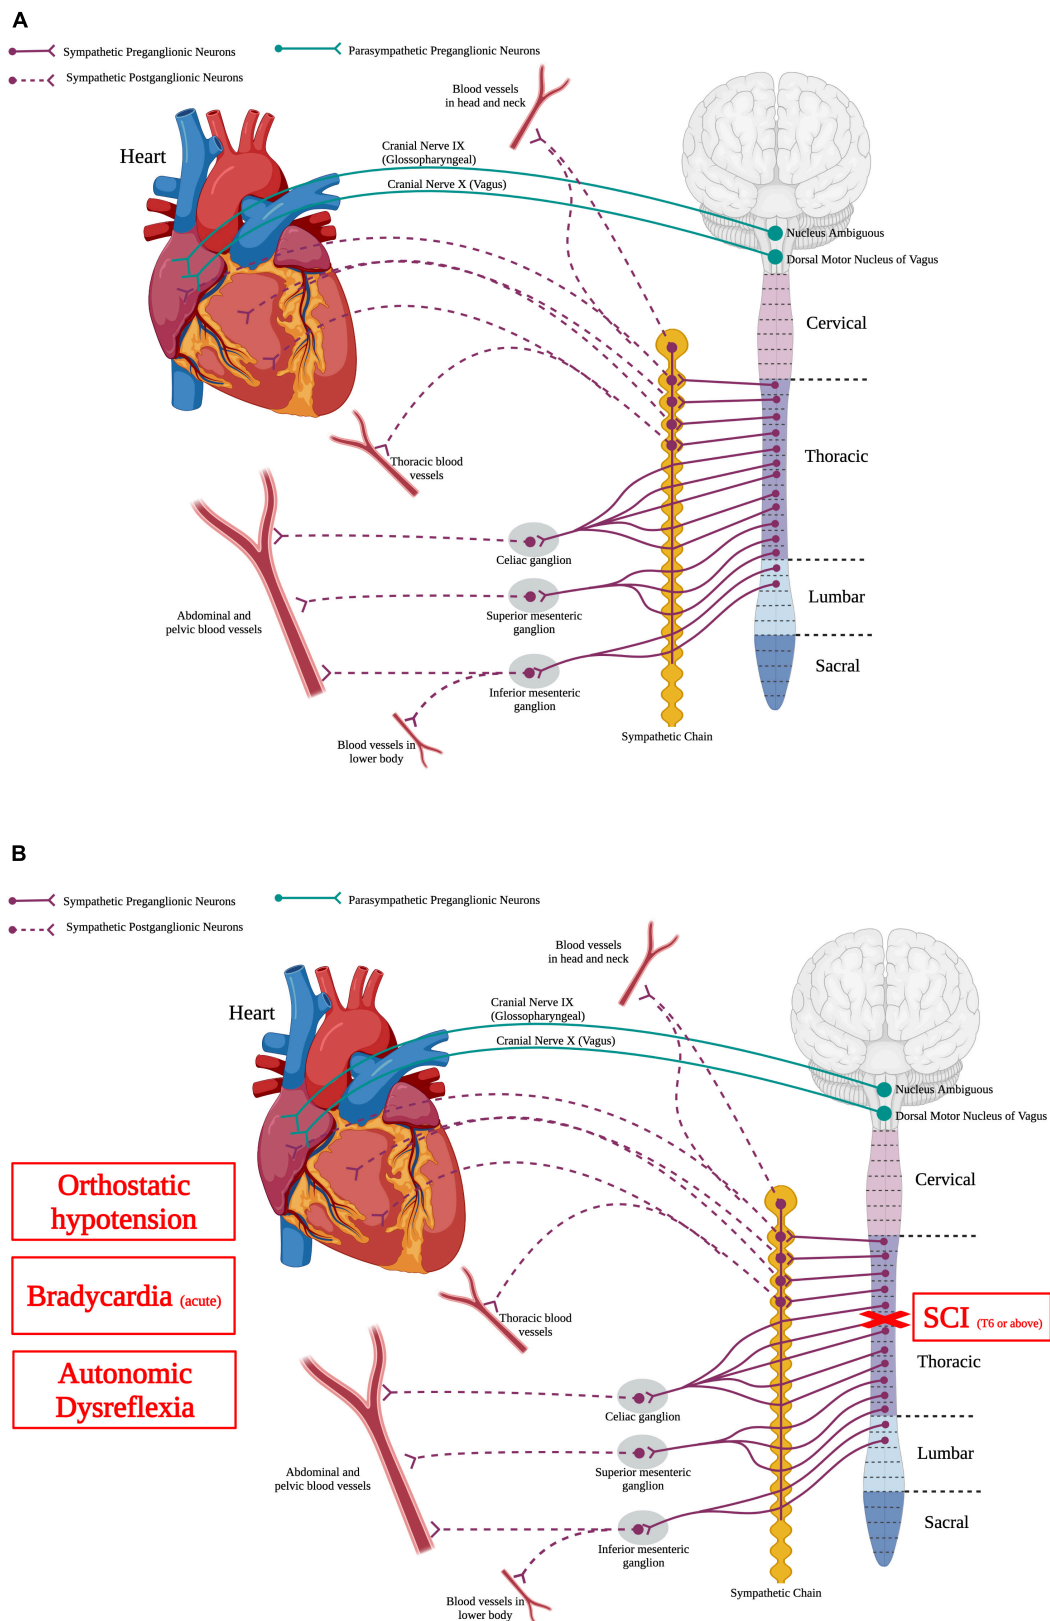 A
Sympathetic Preganglionic Neurons
Parasympathetic Preganglionic Neurons
Sympathetic Postganglionic Neurons
Blood vessels
in head and neck
Heart
Cranial Nerve IX
(Glossopharyngeal)
Cranial Nerve X (Vagus)
Nucleus Ambiguous
Dorsal Motor Nucleus of Vagus
Cervical
Thoracic
Thoracic blood
vessels
Celiac ganglion
Lumbar
Abdominal and
pelvic blood vessels
Superior mesenteric
ganglion
Sacral
Inferior mesenteric
ganglion
Sympathetic Chain
Blood vessels in
lower body
B
Sympathetic Preganglionic Neurons
Parasympathetic Preganglionic Neurons
Sympathetic Postganglionic Neurons
Blood vessels
in head and neck
Heart
Cranial Nerve IX
(Glossopharyngeal)
Cranial Nerve X (Vagus)
Nucleus Ambiguous
Dorsal Motor Nucleus of Vagus
Cervical
Orthostatic
hypotension
Bradycardia (acute)
SCI (T6 or above)
Thoracic blood
vessels
Thoracic
Autonomic
Dysreflexia
Celiac ganglion
Lumbar
Abdominal and
pelvic blood vessels
Superior mesenteric
ganglion
Sacral
Inferior mesenteric
ganglion
Sympathetic Chain
Blood vessels in
lower body